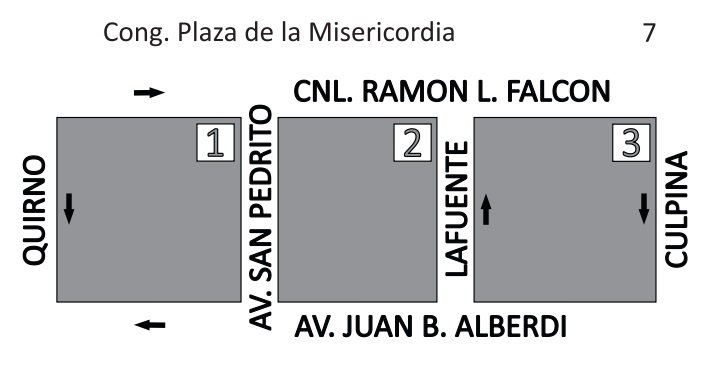 Cong. Plaza de la Misericordia 7
CNL. RAMON L. FALCON
1
2
3
QUIRNO
AV. SAN PEDRITO
LAFUENTE
CULPINA
AV. JUAN B. ALBERDI